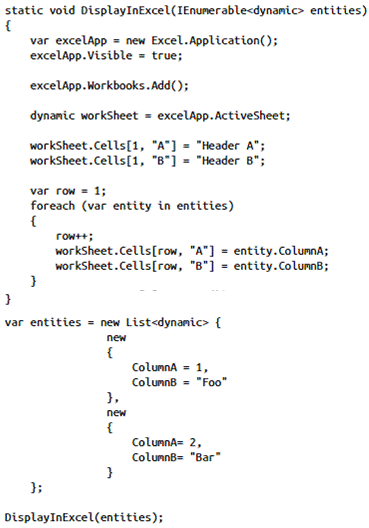 static void DisplayInExcel(IEnumerable<dynamic> entities)
{
    var excelApp = new Excel.Application();
    excelApp.Visible = true;

    excelApp.Workbooks.Add();

    dynamic workSheet = excelApp.ActiveSheet;

    workSheet.Cells[1, "A"] = "Header A";
    workSheet.Cells[1, "B"] = "Header B";

    var row = 1;
    foreach (var entity in entities)
    {
        row++;
        workSheet.Cells[row, "A"] = entity.ColumnA;
        workSheet.Cells[row, "B"] = entity.ColumnB;
    }
}
var entities = new List<dynamic> {
                new
                {
                    ColumnA = 1,
                    ColumnB = "Foo"
                },
                new
                {
                    ColumnA= 2,
                    ColumnB= "Bar"
                }
    };

DisplayInExcel(entities);